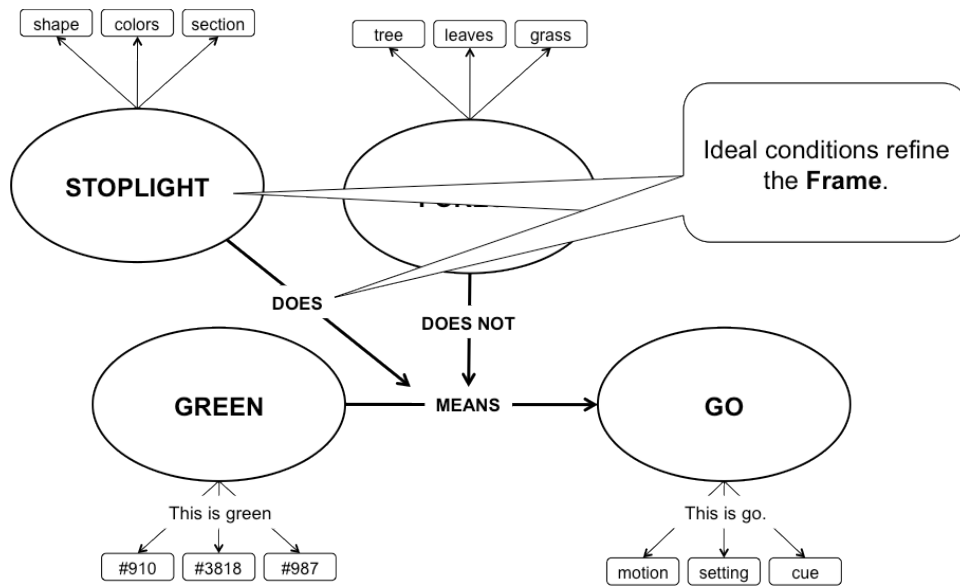 shape
colors
section
tree
leaves
grass
Ideal conditions refine
the Frame.
STOPLIGHT
DOES
DOES NOT
GREEN
MEANS
GO
This is green
This is go.
#910
#3818
#987
motion
setting
cue